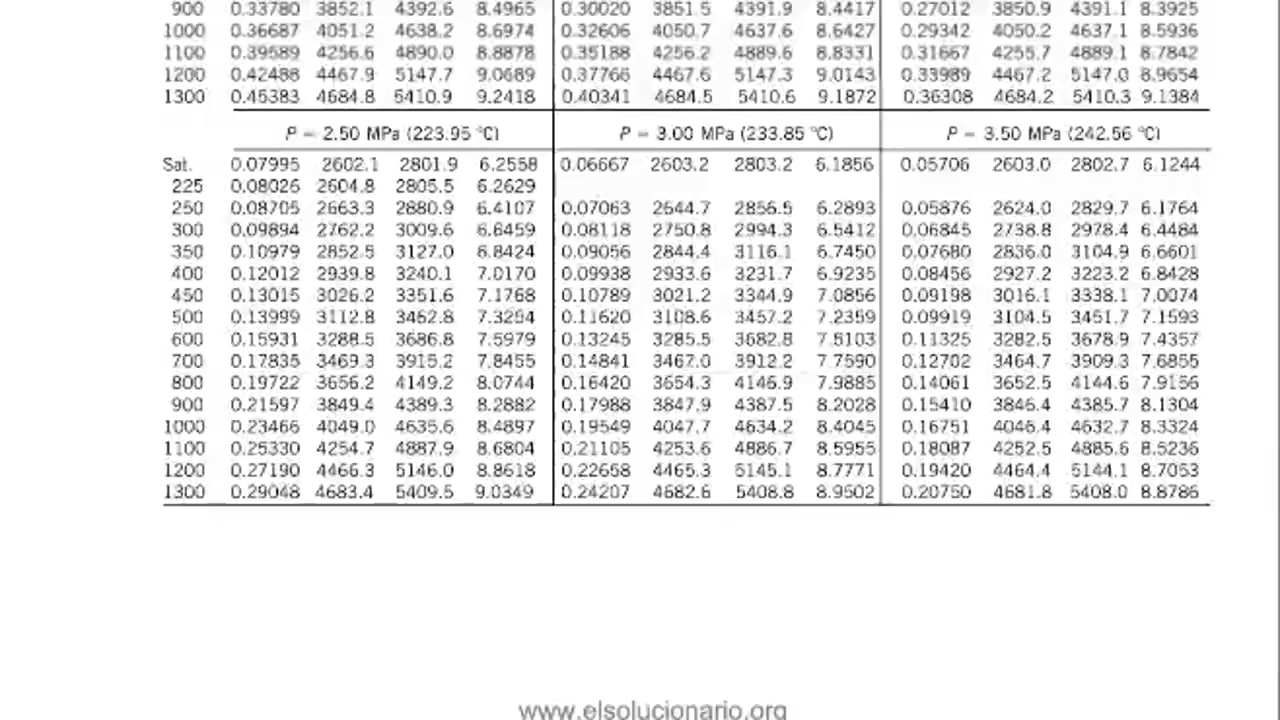 900 0.33780 3852.1 4392.6 8.4965 0.30020 3851.5 4391.9 8.4417 0.27012 3850.9 4391.1 8.3925
1000 0.36687 4051.2 4638.2 8.6974 0.32606 4050.7 4637.6 8.6427 0.29342 4050.2 4637.1 8.5936
1100 0.39589 4256.6 4890.0 8.8878 0.35188 4256.2 4889.6 8.8331 0.31667 4255.7 4889.1 8.7842
1200 0.42488 4467.9 5147.7 9.0689 0.37766 4467.6 5147.3 9.0143 0.33989 4467.2 5147.0 8.9654
1300 0.45383 4684.8 5410.9 9.2418 0.40341 4684.5 5410.6 9.1872 0.36308 4684.2 5410.3 9.1384
P = 2.50 MPa (223.95 °C) P = 3.00 MPa (233.85 °C) P = 3.50 MPa (242.56 °C)
Sat. 0.07995 2602.1 2801.9 6.2558 0.06667 2603.2 2803.2 6.1856 0.05706 2603.0 2802.7 6.1244
225 0.08026 2604.8 2805.5 6.2629
250 0.08705 2663.3 2880.9 6.4107 0.07063 2644.7 2856.5 6.2893 0.05876 2624.0 2829.7 6.1764
300 0.09894 2762.2 3009.6 6.6459 0.08118 2750.8 2994.3 6.5412 0.06845 2738.8 2978.4 6.4484
350 0.10979 2852.5 3127.0 6.8424 0.09056 2844.4 3116.1 6.7450 0.07680 2836.0 3104.9 6.6601
400 0.12012 2939.8 3240.1 7.0170 0.09938 2933.6 3231.7 6.9235 0.08456 2927.2 3223.2 6.8428
450 0.13015 3026.2 3351.6 7.1768 0.10789 3021.2 3344.9 7.0856 0.09198 3016.1 3338.1 7.0074
500 0.13999 3112.8 3462.8 7.3254 0.11620 3108.6 3457.2 7.2359 0.09919 3104.5 3451.7 7.1593
600 0.15931 3288.5 3686.8 7.5979 0.13245 3285.5 3682.8 7.5103 0.11325 3282.5 3678.9 7.4357
700 0.17835 3469.3 3915.2 7.8455 0.14841 3467.0 3912.2 7.7590 0.12702 3464.7 3909.3 7.6855
800 0.19722 3656.2 4149.2 8.0744 0.16420 3654.3 4146.9 7.9885 0.14061 3652.5 4144.6 7.9156
900 0.21597 3849.4 4389.3 8.2882 0.17988 3847.9 4387.5 8.2028 0.15410 3846.4 4385.7 8.1304
1000 0.23466 4049.0 4635.6 8.4897 0.19549 4047.7 4634.2 8.4045 0.16751 4046.4 4632.7 8.3324
1100 0.25330 4254.7 4887.9 8.6804 0.21105 4253.6 4886.7 8.5955 0.18087 4252.5 4885.6 8.5236
1200 0.27190 4466.3 5146.0 8.8618 0.22658 4465.3 5145.1 8.7771 0.19420 4464.4 5144.1 8.7053
1300 0.29048 4683.4 5409.5 9.0349 0.24207 4682.6 5408.8 8.9502 0.20750 4681.8 5408.0 8.8786
www.elsolucionario.org